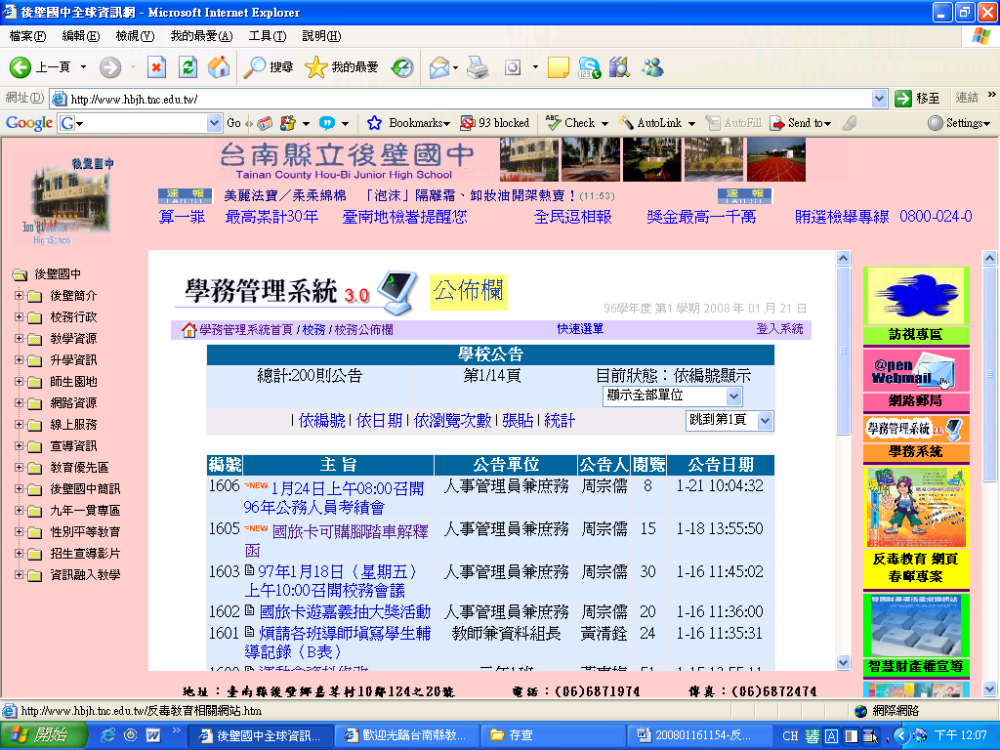 後壁國中全球資訊網 - Microsoft Internet Explorer
檔案(F) 編輯(E) 檢視(V) 我的最愛(A) 工具(T) 說明(H)
上一頁 搜尋 我的最愛
網址(D) http://www.hbjh.tnc.edu.tw/ 移至 連結 »
Google G Go Bookmarks 93 blocked ABC Check AutoLink AutoFill Send to Settings
後壁國中
台南縣立後壁國中
Tainan County Hou-Bi Junior High School
速報 LATEST 美麗法寶／柔柔綿棉 「泡沫」隔離霜、卸妝油開架熱賣！(11:53) 速報 LATEST
算一罪 最高累計30年 臺南地檢署提醒您 全民逗相報 獎金最高一千萬 賄選檢舉專線 0800-024-0
HighSchool
後壁國中
後壁簡介
校務行政
教學資源
升學資訊
師生園地
網路資源
線上服務
宣導資訊
教育優先區
後壁國中簡訊
九年一貫專區
性別平等教育
招生宣導影片
資訊融入教學
學務管理系統 3.0 公佈欄
96學年度 第1 學期 2008 年 01 月 21 日
學務管理系統首頁 / 校務 / 校務公佈欄 快速選單 登入系統
學校公告
總計:200則公告 第1/14頁 目前狀態：依編號顯示
顯示全部單位
| 依編號 | 依日期 | 依瀏覽次數 | 張貼 | 統計 跳到第1頁
編號 主 旨 公告單位 公告人 閱覽 公告日期
1606 NEW 1月24日上午08:00召開96年公務人員考績會 人事管理員兼庶務 周宗儒 8 1-21 10:04:32
1605 NEW 國旅卡可購腳踏車解釋函 人事管理員兼庶務 周宗儒 15 1-18 13:55:50
1603 97年1月18日（星期五）上午10:00召開校務會議 人事管理員兼庶務 周宗儒 30 1-16 11:45:02
1602 國旅卡遊嘉義抽大獎活動 人事管理員兼庶務 周宗儒 20 1-16 11:36:00
1601 煩請各班導師填寫學生輔導記錄（B表） 教師兼資料組長 黃清銓 24 1-16 11:35:31
訪視專區
@pen Webmail
網路郵局
學務管理系統 3.0
學務系統
反毒教育 網頁
春暉專案
智慧財產權宣導
地址：臺南縣後壁鄉嘉苳村10鄰124之20號 電話：(06)6871974 傳真：(06)6872474
http://www.hbjh.tnc.edu.tw/反毒教育相關網站.htm 網際網路
開始 » 後壁國中全球資訊... 歡迎光臨台南縣教... 存查 200801161154-反... CH A 下午 12:07